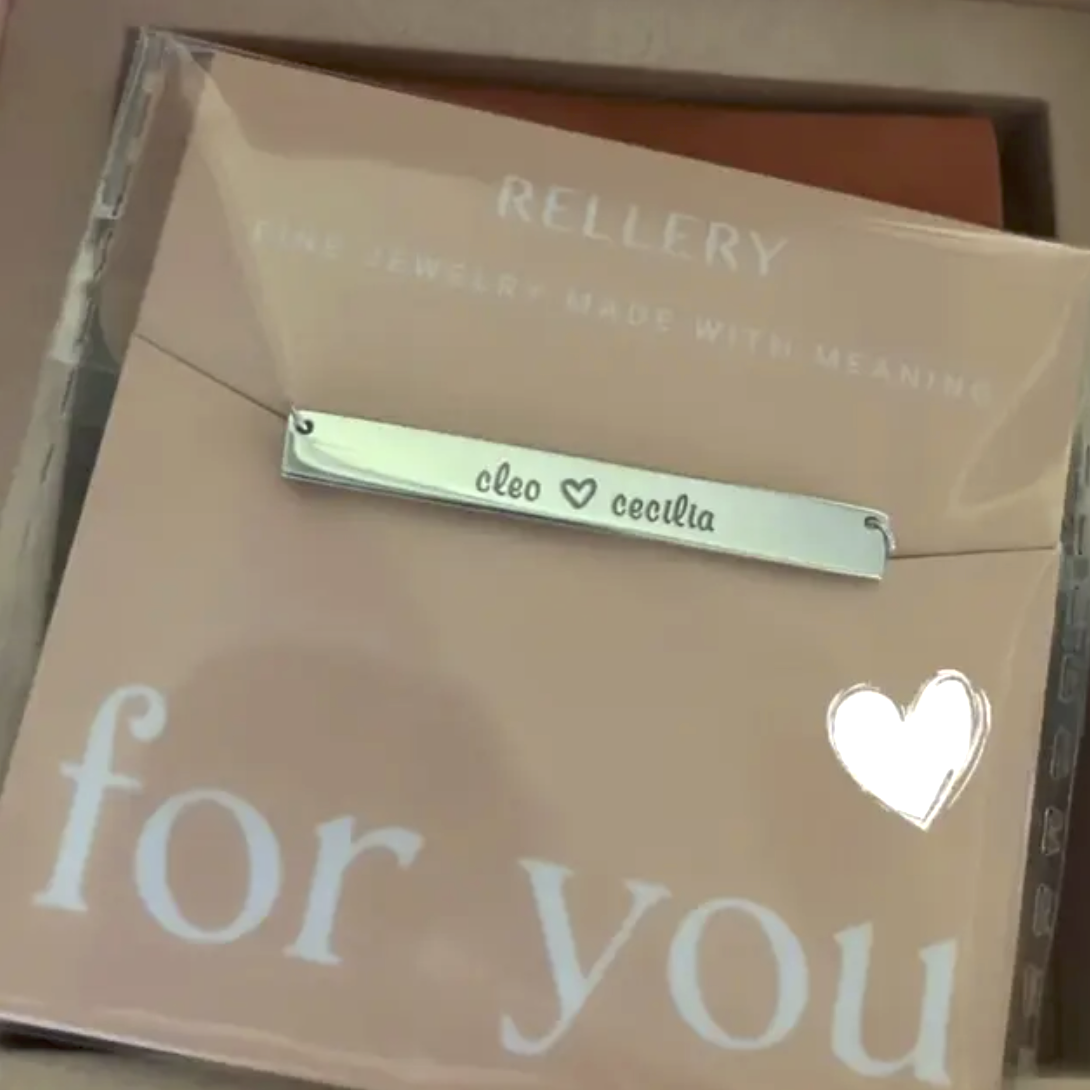 RELLERY
FINE JEWELRY MADE WITH MEANING
cleo ♡ cecilia
for you